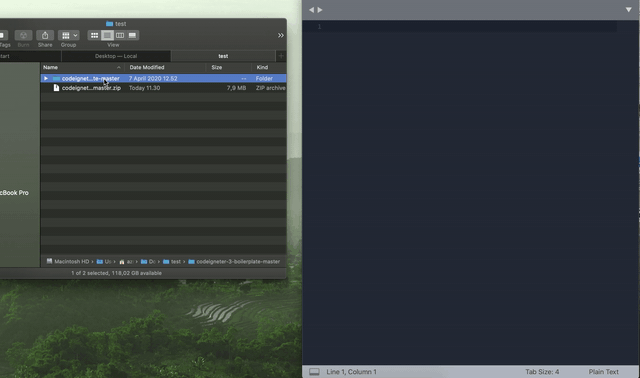 test
Tags
Burn
Share
Group
View
start
Desktop — Local
test
Name
Date Modified
Size
Kind
codeignet...te-master
7 April 2020 12.52
--
Folder
codeignet...master.zip
Today 11.30
7,9 MB
ZIP archive
cBook Pro
Macintosh HD › Us › ar › De › test › codeigniter-3-boilerplate-master
1 of 2 selected, 118,02 GB available
1
Line 1, Column 1
Tab Size: 4
Plain Text